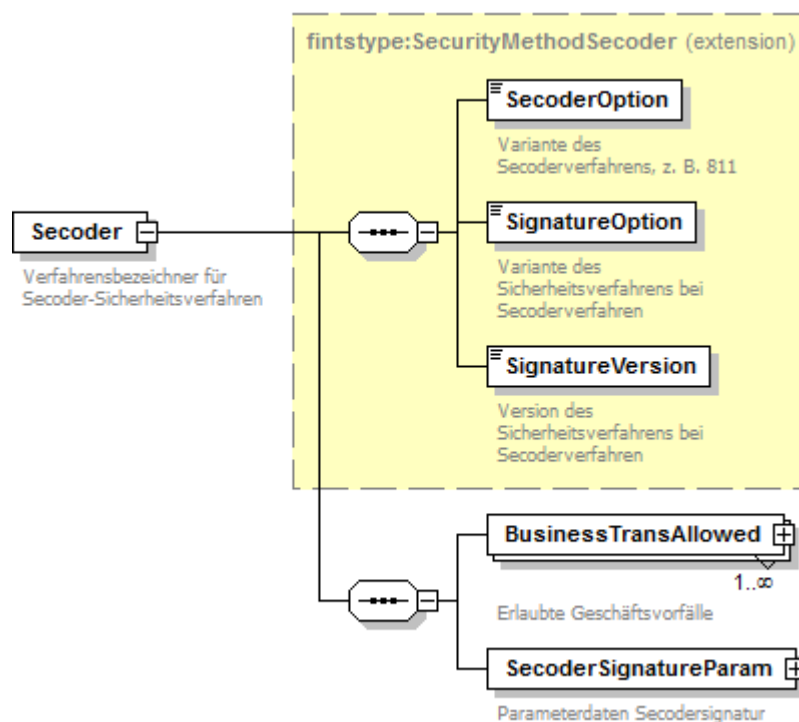 fintstype:SecurityMethodSecoder (extension)
SecoderOption
Variante des
Secoderverfahrens, z. B. 811
Secoder
Verfahrensbezeichner für
Secoder-Sicherheitsverfahren
SignatureOption
Variante des
Sicherheitsverfahrens bei
Secoderverfahren
SignatureVersion
Version des
Sicherheitsverfahrens bei
Secoderverfahren
BusinessTransAllowed
1..∞
Erlaubte Geschäftsvorfälle
SecoderSignatureParam
Parameterdaten Secodersignatur